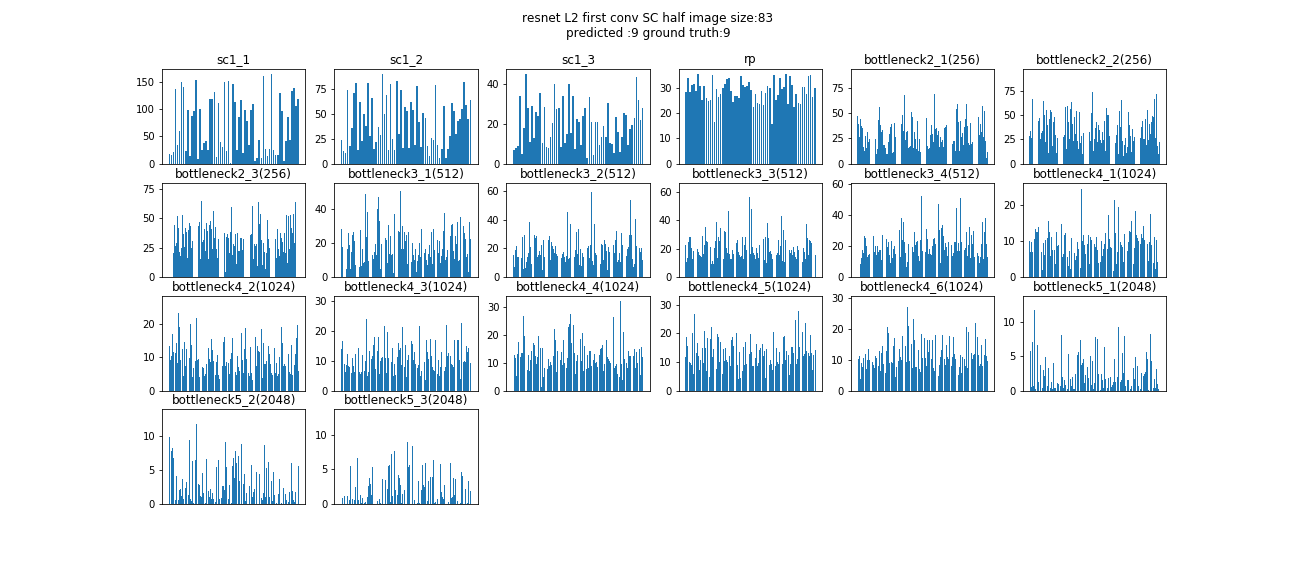 resnet L2 first conv SC half image size:83
predicted :9 ground truth:9
sc1_1 sc1_2 sc1_3 rp bottleneck2_1(256) bottleneck2_2(256)
150 75 40 30 75 75
100 50 20 20 50 50
50 25 10 25 25
0 0 0 0 0 0
bottleneck2_3(256) bottleneck3_1(512) bottleneck3_2(512) bottleneck3_3(512) bottleneck3_4(512) bottleneck4_1(1024)
75 40 60 60 60 20
50 20 40 40 40 10
25 20 20 20
0 0 0 0 0 0
bottleneck4_2(1024) bottleneck4_3(1024) bottleneck4_4(1024) bottleneck4_5(1024) bottleneck4_6(1024) bottleneck5_1(2048)
20 30 30 30 30 10
10 20 20 20 20 5
10 10 10 10
0 0 0 0 0 0
bottleneck5_2(2048) bottleneck5_3(2048)
10 10
5 5
0 0